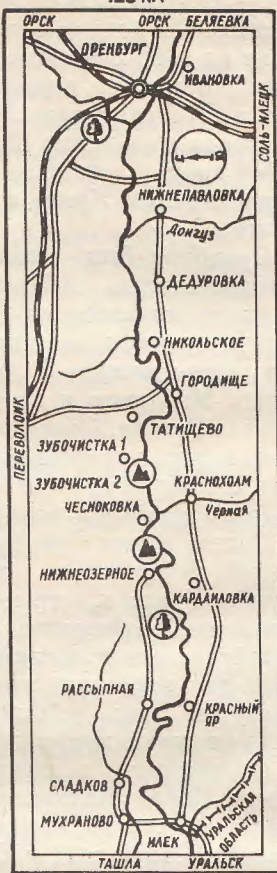 ОРСК
ОРСК
БЕЛЯЕВКА
ОРЕНБУРГ
ИВАНОВКА
СОЛЬ-ИЛЕЦК
НИЖНЕПАВЛОВКА
Донгуз
ДЕДУРОВКА
НИКОЛЬСКОЕ
ГОРОДИЩЕ
ПЕРЕВОЛОЦК
ТАТИЩЕВО
ЗУБОЧИСТКА 1
ЗУБОЧИСТКА 2
КРАСНОХОЛМ
Черная
ЧЕСНОКОВКА
НИЖНЕОЗЕРНОЕ
КАРДАИЛОВКА
РАССЫПНАЯ
КРАСНЫЙ
ЯР
СЛАДКОВ
МУХРАНОВО
ИЛЕК
УРАЛЬСКАЯ
ОБЛАСТЬ
ТАШЛА
УРАЛЬСК